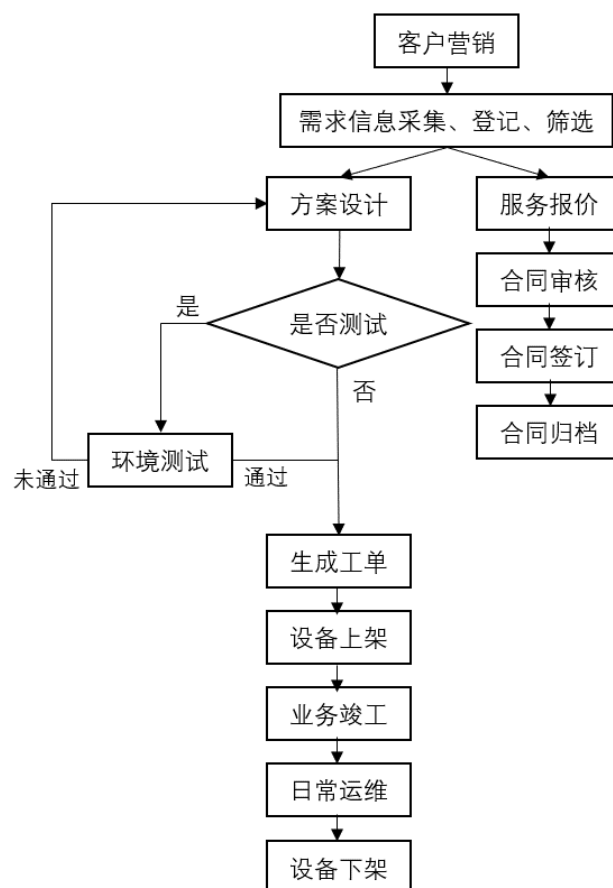 客户营销
需求信息采集、登记、筛选
方案设计
服务报价
合同审核
是
是否测试
合同签订
否
合同归档
环境测试
未通过
通过
生成工单
设备上架
业务竣工
日常运维
设备下架